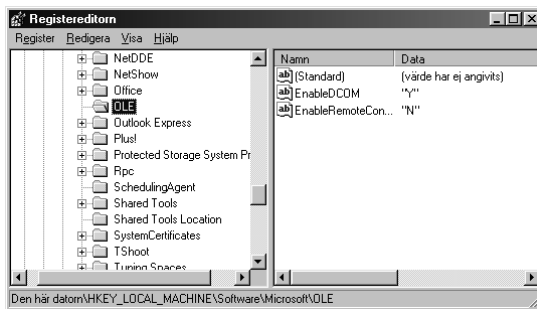 Registereditorn
Register Redigera Visa Hjälp
NetDDE
NetShow
Office
OLE
Outlook Express
Plus!
Protected Storage System Pr
Rpc
SchedulingAgent
Shared Tools
Shared Tools Location
SystemCertificates
TShoot
Tuning Spaces
Namn Data
(Standard) (värde har ej angivits)
EnableDCOM "Y"
EnableRemoteCon... "N"
Den här datorn\HKEY_LOCAL_MACHINE\Software\Microsoft\OLE